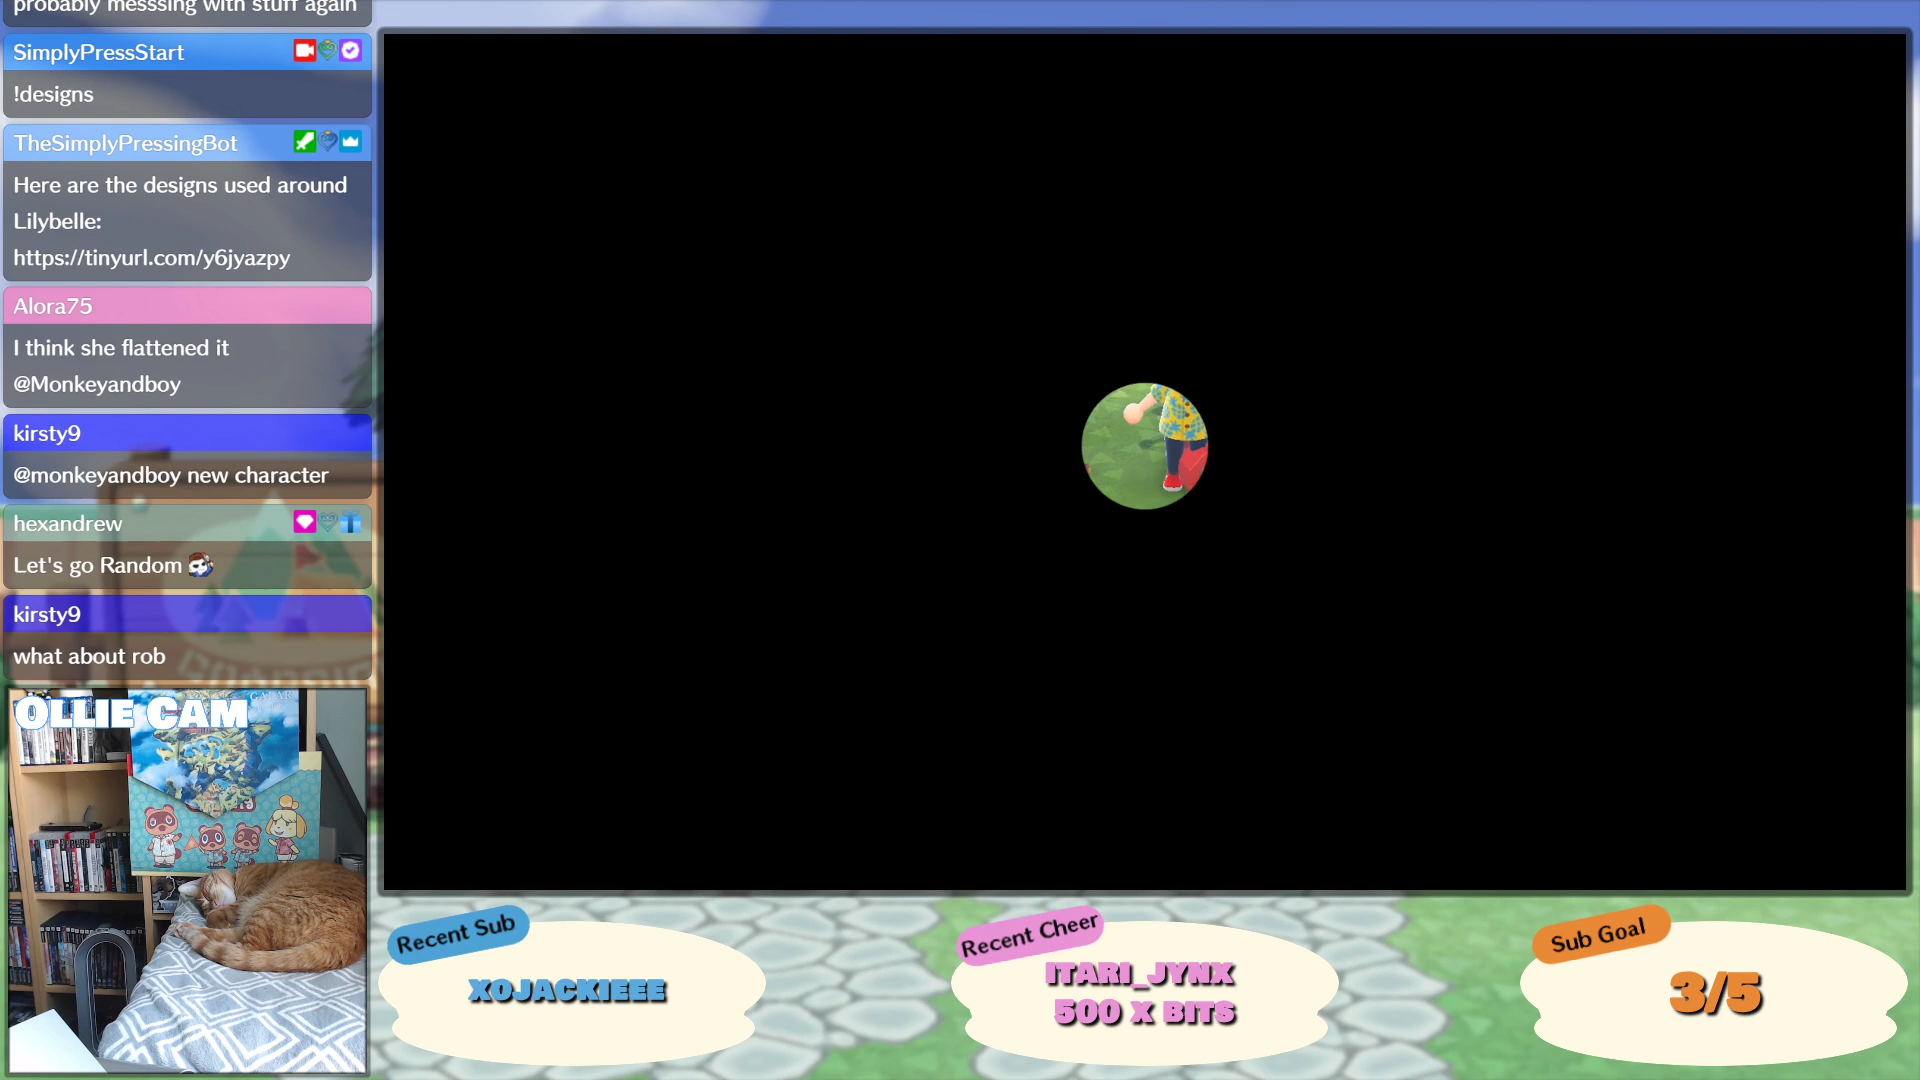 probably messsing with stuff again
SimplyPressStart
!designs
TheSimplyPressingBot
Here are the designs used around
Lilybelle:
https://tinyurl.com/y6jyazpy
Alora75
I think she flattened it
@Monkeyandboy
kirsty9
@monkeyandboy new character
hexandrew
Let's go Random
kirsty9
what about rob
Ollie Cam
Recent Sub
xojackieee
Recent Cheer
itari_jynx
500 x bits
Sub Goal
3/5